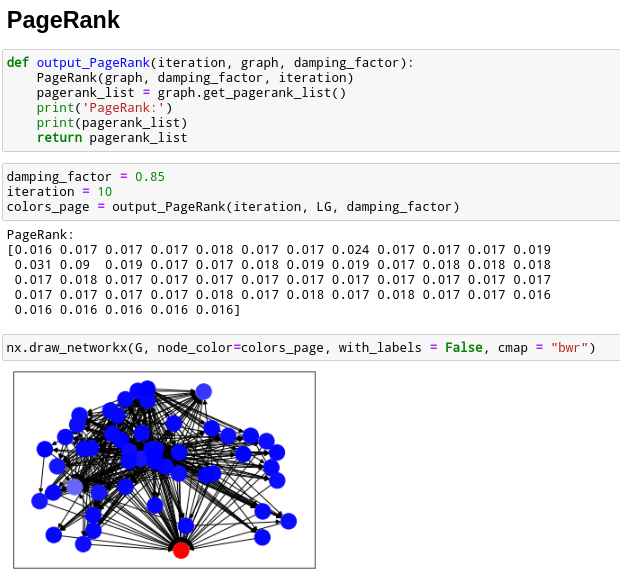 PageRank
def output_PageRank(iteration, graph, damping_factor):
    PageRank(graph, damping_factor, iteration)
    pagerank_list = graph.get_pagerank_list()
    print('PageRank:')
    print(pagerank_list)
    return pagerank_list
damping_factor = 0.85
iteration = 10
colors_page = output_PageRank(iteration, LG, damping_factor)
PageRank:
[0.016 0.017 0.017 0.017 0.018 0.017 0.017 0.024 0.017 0.017 0.017 0.019
 0.031 0.09  0.019 0.017 0.017 0.018 0.019 0.019 0.017 0.018 0.018 0.018
 0.017 0.018 0.017 0.017 0.017 0.017 0.017 0.017 0.017 0.017 0.017 0.017
 0.017 0.017 0.017 0.017 0.018 0.017 0.018 0.017 0.018 0.017 0.017 0.016
 0.016 0.016 0.016 0.016 0.016]
nx.draw_networkx(G, node_color=colors_page, with_labels = False, cmap = "bwr")